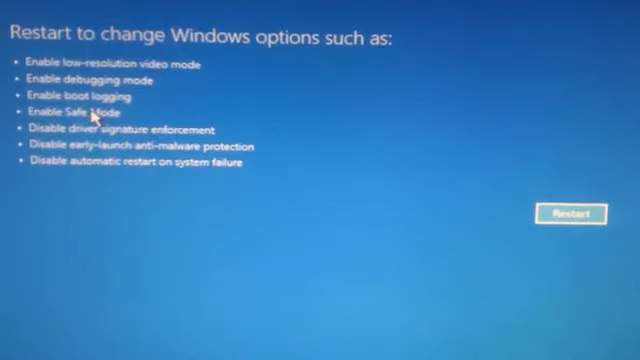 Restart to change Windows options such as:
• Enable low-resolution video mode
• Enable debugging mode
• Enable boot logging
• Enable Safe Mode
• Disable driver signature enforcement
• Disable early-launch anti-malware protection
• Disable automatic restart on system failure
Restart